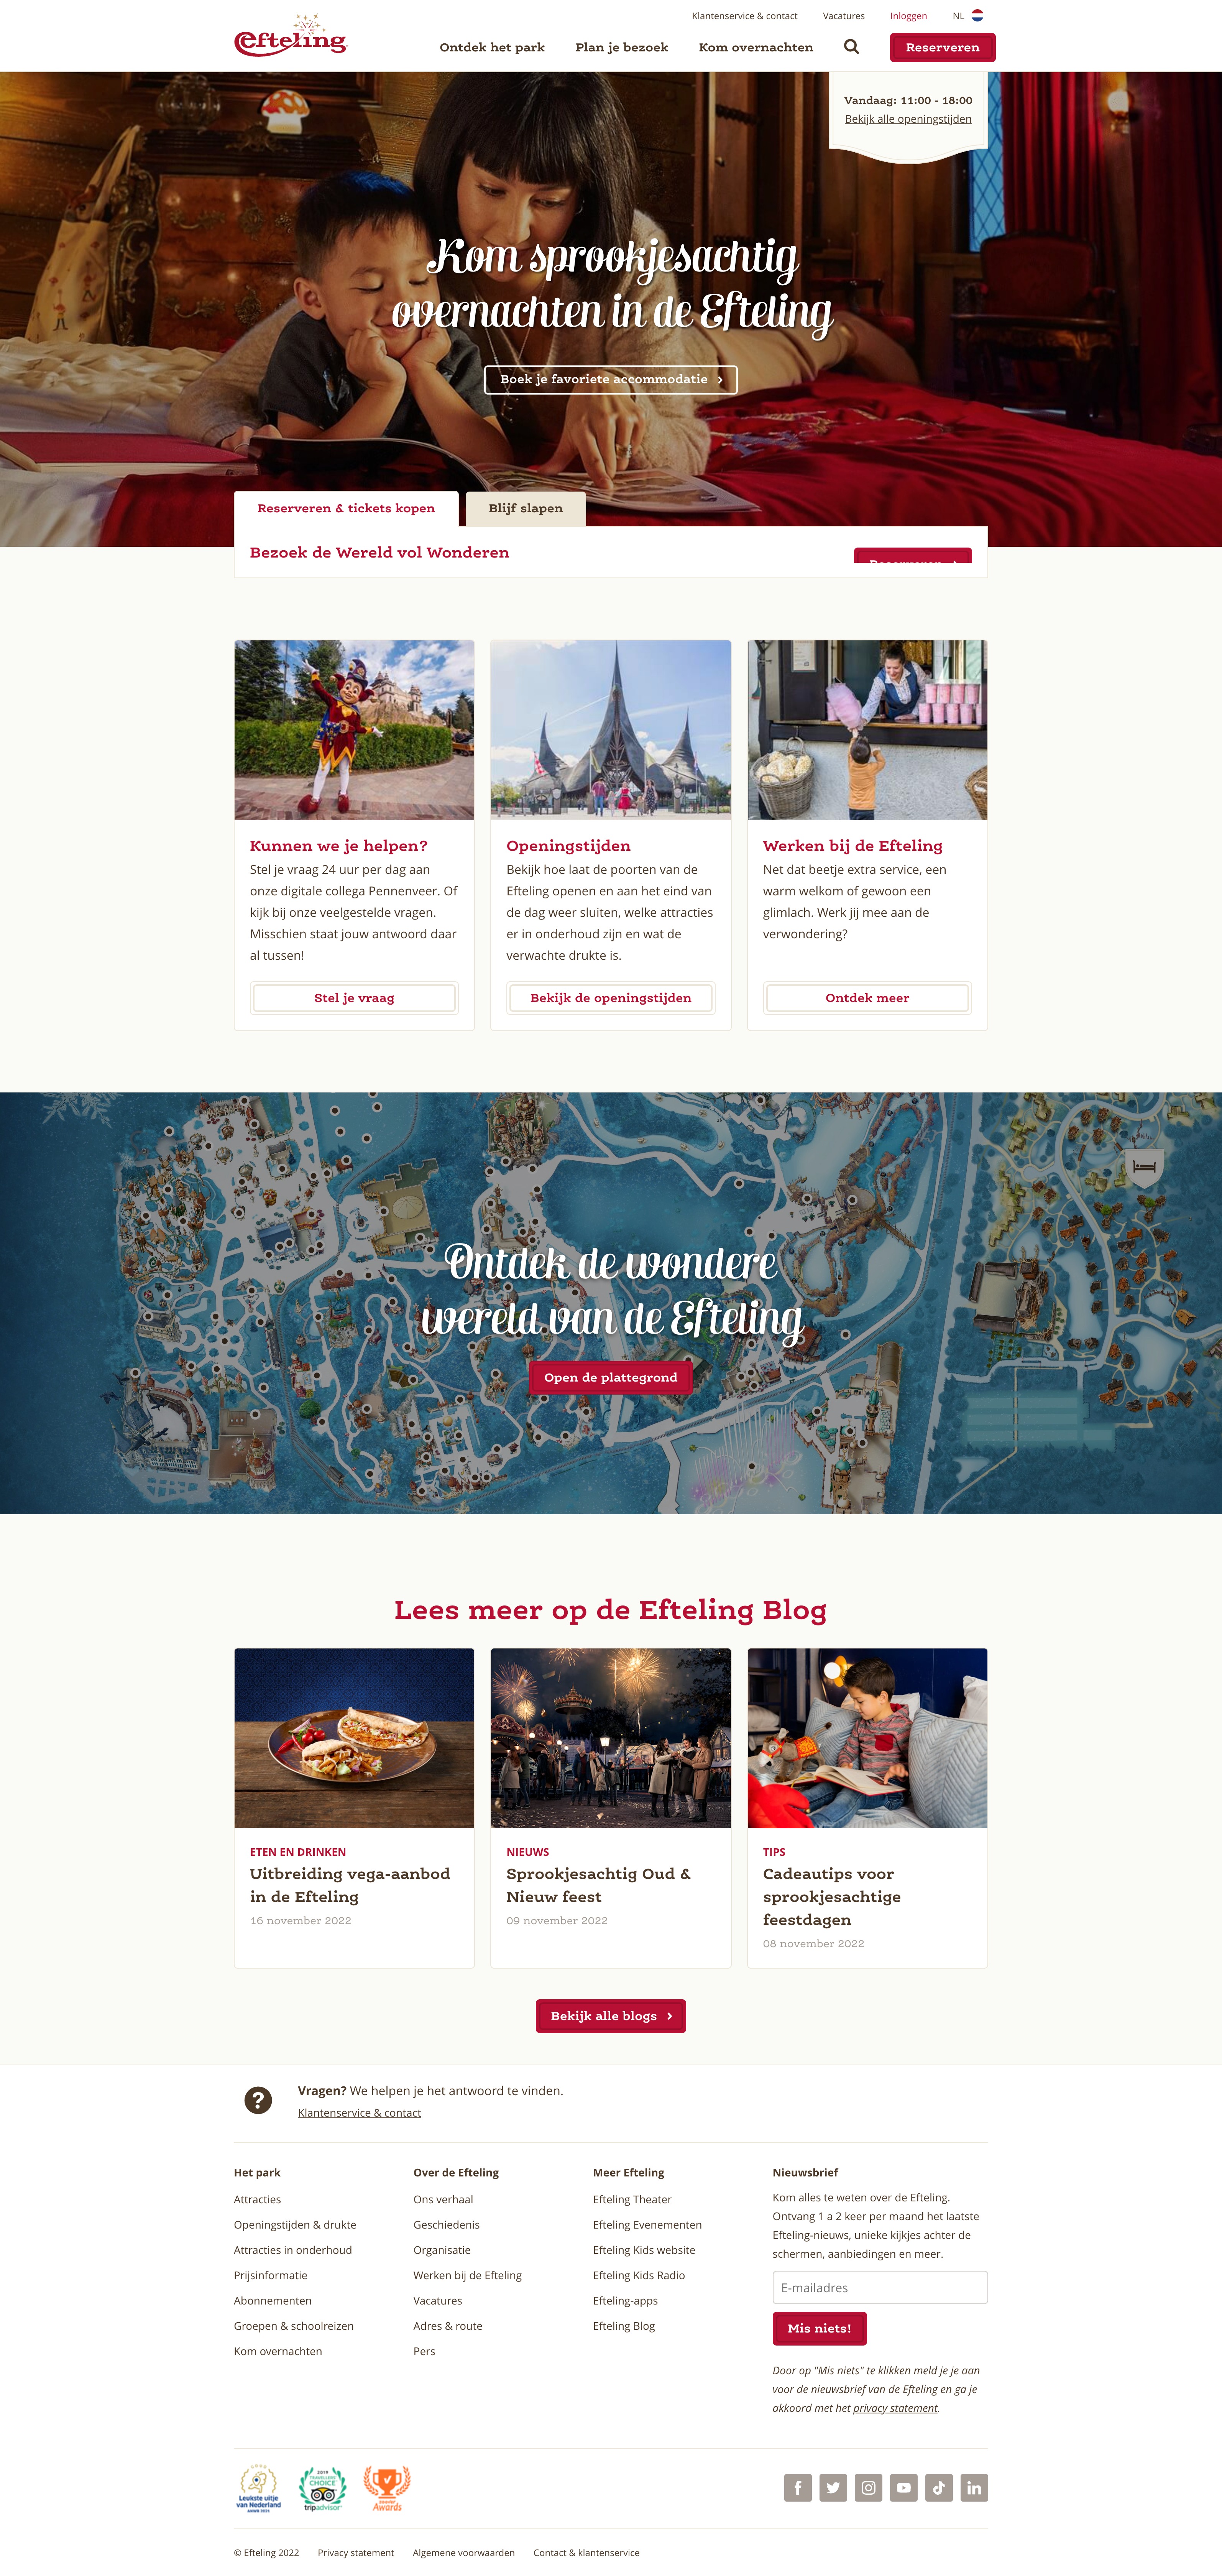 Klantenservice & contact Vacatures Inloggen NL
Efteling
Ontdek het park Plan je bezoek Kom overnachten Reserveren
Vandaag: 11:00 - 18:00
Bekijk alle openingstijden
Kom sprookjesachtig
overnachten in de Efteling
Boek je favoriete accommodatie
Reserveren & tickets kopen Blijf slapen
Bezoek de Wereld vol Wonderen
Reserveren
Kunnen we je helpen?
Stel je vraag 24 uur per dag aan
onze digitale collega Pennenveer. Of
kijk bij onze veelgestelde vragen.
Misschien staat jouw antwoord daar
al tussen!
Stel je vraag
Openingstijden
Bekijk hoe laat de poorten van de
Efteling openen en aan het eind van
de dag weer sluiten, welke attracties
er in onderhoud zijn en wat de
verwachte drukte is.
Bekijk de openingstijden
Werken bij de Efteling
Net dat beetje extra service, een
warm welkom of gewoon een
glimlach. Werk jij mee aan de
verwondering?
Ontdek meer
Ontdek de wondere
wereld van de Efteling
Open de plattegrond
Lees meer op de Efteling Blog
ETEN EN DRINKEN
Uitbreiding vega-aanbod
in de Efteling
16 november 2022
NIEUWS
Sprookjesachtig Oud &
Nieuw feest
09 november 2022
TIPS
Cadeautips voor
sprookjesachtige
feestdagen
08 november 2022
Bekijk alle blogs
Vragen? We helpen je het antwoord te vinden.
Klantenservice & contact
Het park
Attracties
Openingstijden & drukte
Attracties in onderhoud
Prijsinformatie
Abonnementen
Groepen & schoolreizen
Kom overnachten
Over de Efteling
Ons verhaal
Geschiedenis
Organisatie
Werken bij de Efteling
Vacatures
Adres & route
Pers
Meer Efteling
Efteling Theater
Efteling Evenementen
Efteling Kids website
Efteling Kids Radio
Efteling-apps
Efteling Blog
Nieuwsbrief
Kom alles te weten over de Efteling.
Ontvang 1 a 2 keer per maand het laatste
Efteling-nieuws, unieke kijkjes achter de
schermen, aanbiedingen en meer.
E-mailadres
Mis niets!
Door op "Mis niets" te klikken meld je je aan
voor de nieuwsbrief van de Efteling en ga je
akkoord met het privacy statement.
Leukste uitje
van Nederland
2019
CHOICE
tripadvisor
Awards
© Efteling 2022 Privacy statement Algemene voorwaarden Contact & klantenservice